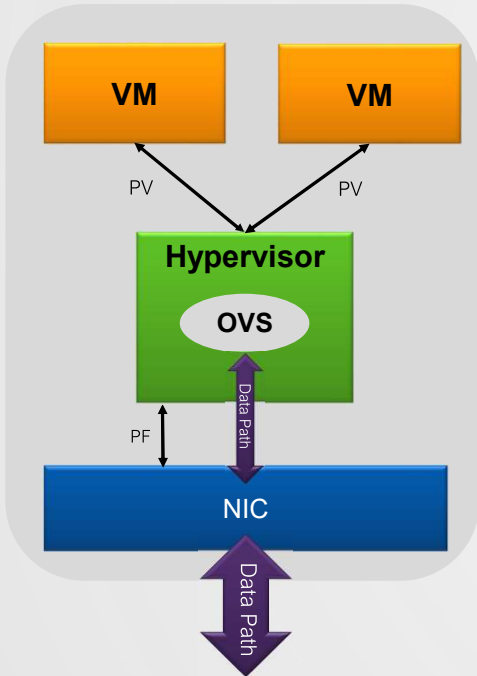 VM
VM
PV
PV
Hypervisor
OVS
Data Path
PF
NIC
Data Path